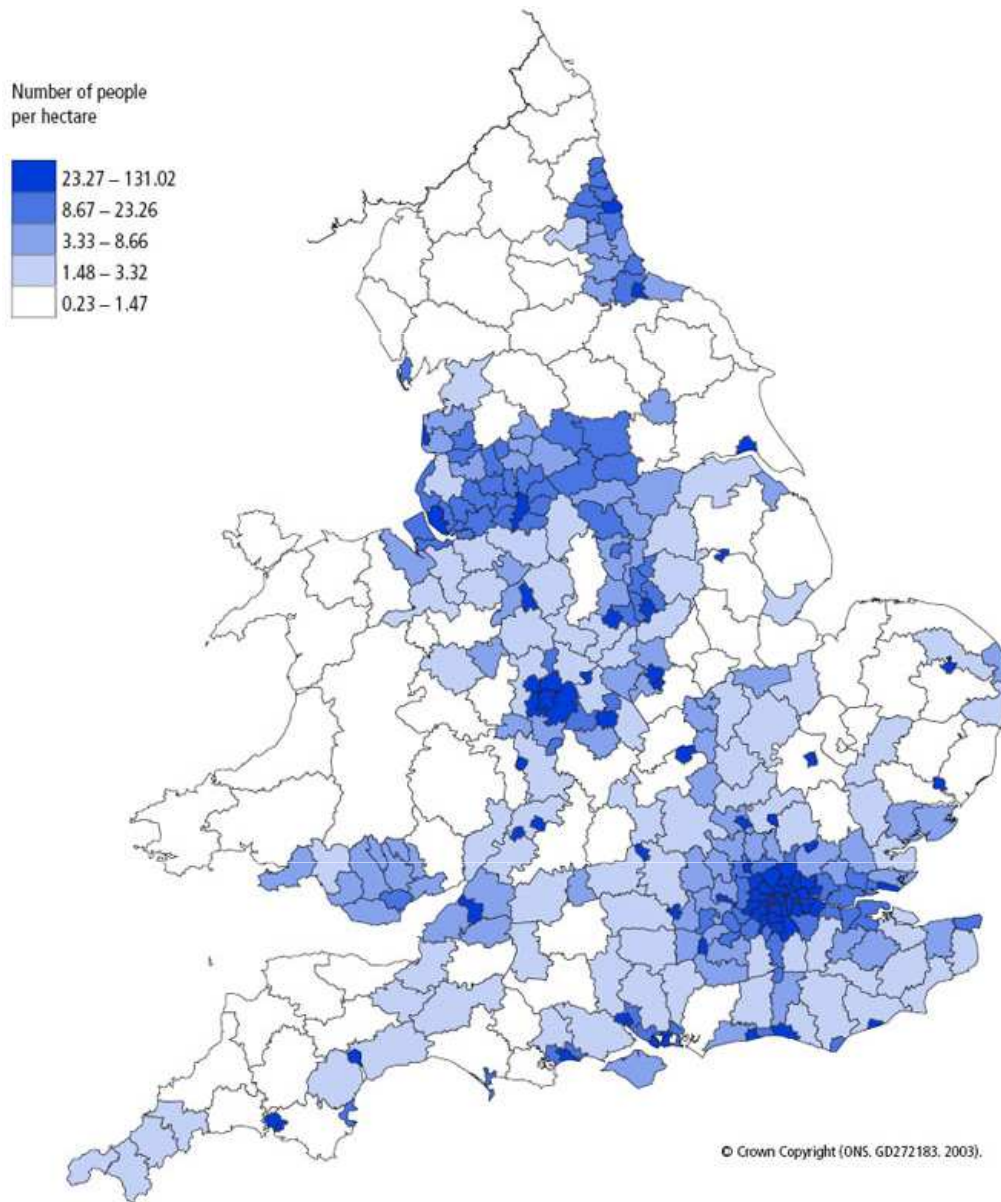 Number of people
per hectare
23.27 – 131.02
8.67 – 23.26
3.33 – 8.66
1.48 – 3.32
0.23 – 1.47
© Crown Copyright (ONS. GD272183. 2003).